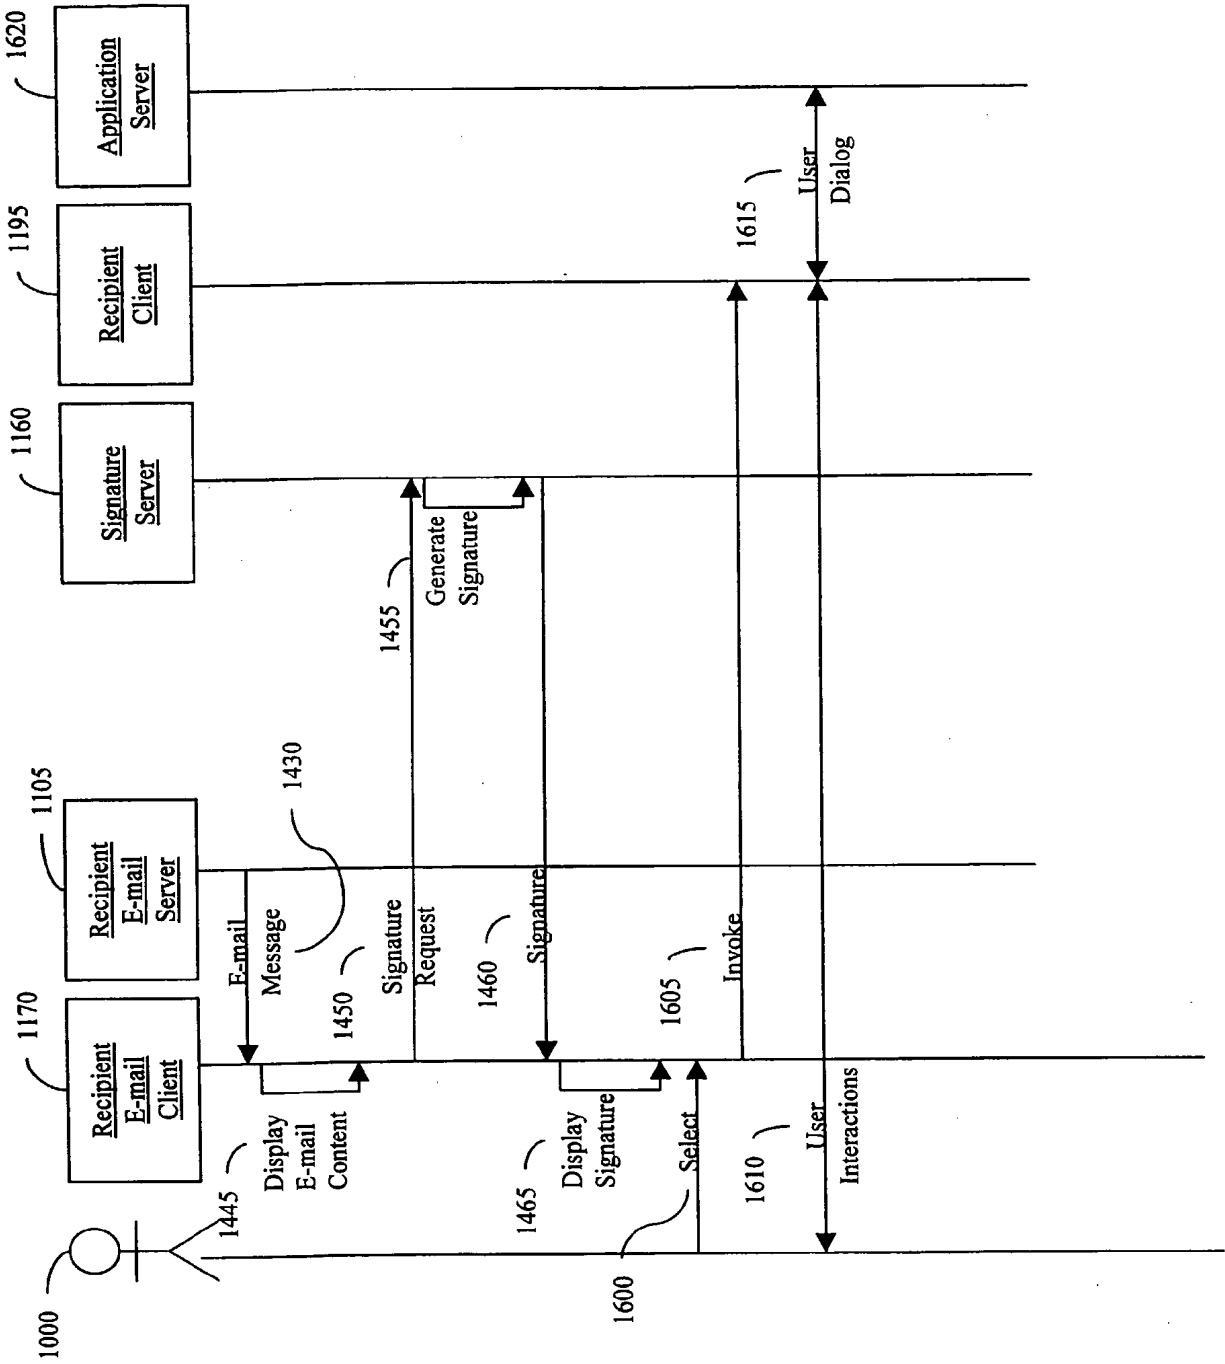 1000
1170
Recipient
E-mail
Client
1105
Recipient
E-mail
Server
1160
Signature
Server
1195
Recipient
Client
1620
Application
Server
E-mail
Message
1430
1445
Display
E-mail
Content
1450
Signature
Request
1455
Generate
Signature
1460
Signature
1465
Display
Signature
1600
Select
1605
Invoke
1610
User
Interactions
1615
User
Dialog